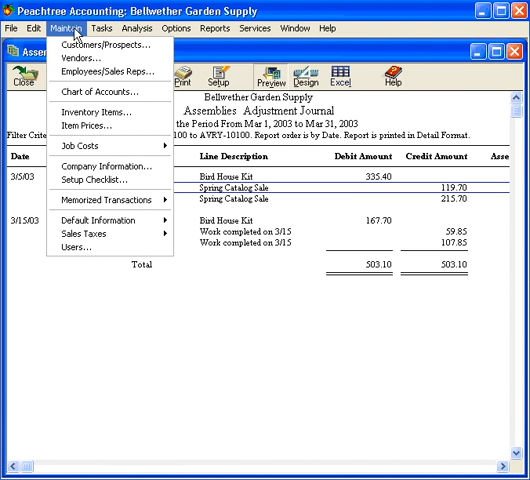 Peachtree Accounting: Bellwether Garden Supply
File Edit Maintain Tasks Analysis Options Reports Services Window Help
Asse
Close Print Setup Preview Design Excel Help
Customers/Prospects...
Vendors...
Employees/Sales Reps...
Chart of Accounts...
Inventory Items...
Item Prices...
Job Costs
Company Information...
Setup Checklist...
Memorized Transactions
Default Information
Sales Taxes
Users...
Bellwether Garden Supply
Assemblies Adjustment Journal
the Period From Mar 1, 2003 to Mar 31, 2003
Filter Crite 100 to AVRY-10100. Report order is by Date. Report is printed in Detail Format.
Date Line Description Debit Amount Credit Amount Asse
3/5/03 Bird House Kit 335.40
Spring Catalog Sale 119.70
Spring Catalog Sale 215.70
3/15/03 Bird House Kit 167.70
Work completed on 3/15 59.85
Work completed on 3/15 107.85
Total 503.10 503.10